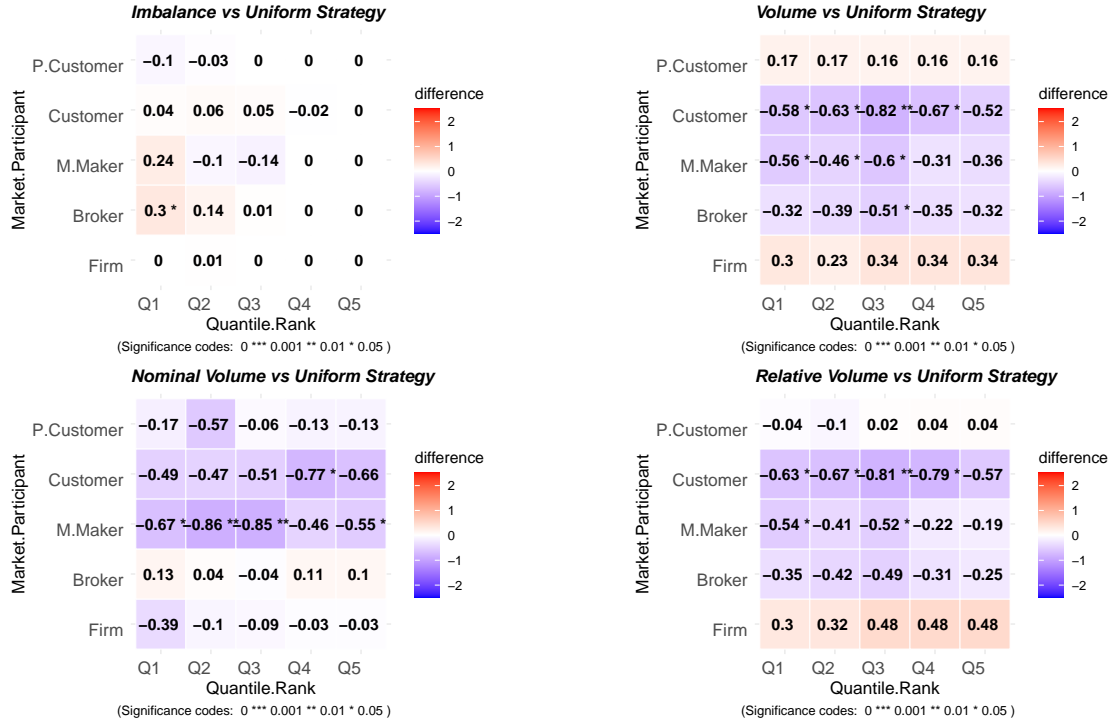 Imbalance vs Uniform Strategy
Market.Participant
P.Customer −0.1 −0.03 0 0 0
Customer 0.04 0.06 0.05 −0.02 0
M.Maker 0.24 −0.1 −0.14 0 0
Broker 0.3 * 0.14 0.01 0 0
Firm 0 0.01 0 0 0
Q1 Q2 Q3 Q4 Q5
Quantile.Rank
(Significance codes: 0 *** 0.001 ** 0.01 * 0.05 )
difference
2
1
0
−1
−2
Volume vs Uniform Strategy
Market.Participant
P.Customer 0.17 0.17 0.16 0.16 0.16
Customer −0.58 * −0.63 * −0.82 ** −0.67 * −0.52
M.Maker −0.56 * −0.46 * −0.6 * −0.31 −0.36
Broker −0.32 −0.39 −0.51 * −0.35 −0.32
Firm 0.3 0.23 0.34 0.34 0.34
Q1 Q2 Q3 Q4 Q5
Quantile.Rank
(Significance codes: 0 *** 0.001 ** 0.01 * 0.05 )
difference
2
1
0
−1
−2
Nominal Volume vs Uniform Strategy
Market.Participant
P.Customer −0.17 −0.57 −0.06 −0.13 −0.13
Customer −0.49 −0.47 −0.51 −0.77 * −0.66
M.Maker −0.67 * −0.86 ** −0.85 ** −0.46 −0.55 *
Broker 0.13 0.04 −0.04 0.11 0.1
Firm −0.39 −0.1 −0.09 −0.03 −0.03
Q1 Q2 Q3 Q4 Q5
Quantile.Rank
(Significance codes: 0 *** 0.001 ** 0.01 * 0.05 )
difference
2
1
0
−1
−2
Relative Volume vs Uniform Strategy
Market.Participant
P.Customer −0.04 −0.1 0.02 0.04 0.04
Customer −0.63 * −0.67 * −0.81 ** −0.79 * −0.57
M.Maker −0.54 * −0.41 −0.52 * −0.22 −0.19
Broker −0.35 −0.42 −0.49 −0.31 −0.25
Firm 0.3 0.32 0.48 0.48 0.48
Q1 Q2 Q3 Q4 Q5
Quantile.Rank
(Significance codes: 0 *** 0.001 ** 0.01 * 0.05 )
difference
2
1
0
−1
−2